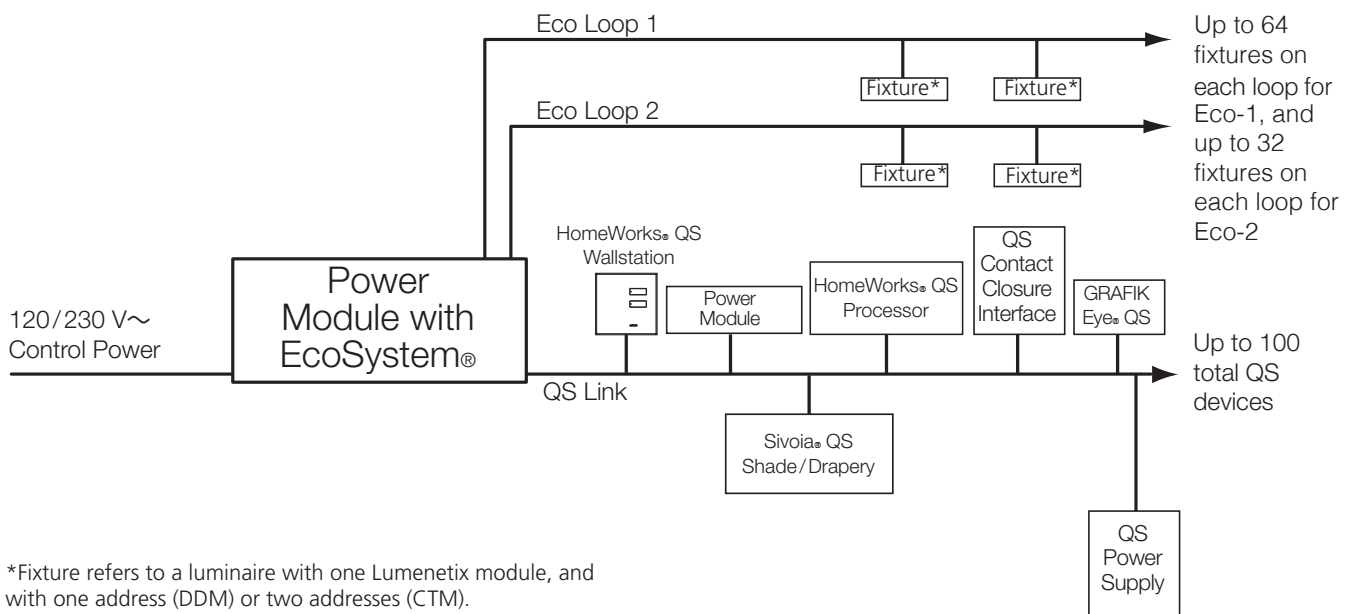 Eco Loop 1
Fixture*
Fixture*
Eco Loop 2
Fixture*
Fixture*
Up to 64
fixtures on
each loop for
Eco-1, and
up to 32
fixtures on
each loop for
Eco-2
120/230 V~
Control Power
Power
Module with
EcoSystem®
QS Link
HomeWorks® QS
Wallstation
Power
Module
HomeWorks® QS
Processor
QS
Contact
Closure
Interface
GRAFIK
Eye® QS
Up to 100
total QS
devices
Sivoia® QS
Shade/Drapery
QS
Power
Supply
*Fixture refers to a luminaire with one Lumenetix module, and
with one address (DDM) or two addresses (CTM).